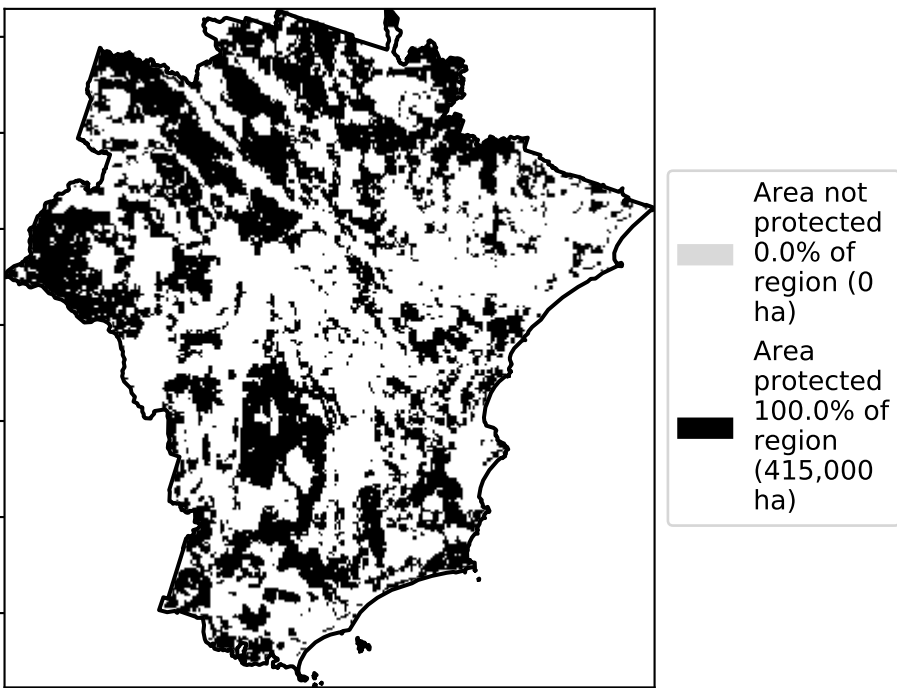 Area not
protected
0.0% of
region (0
ha)
Area
protected
100.0% of
region
(415,000
ha)